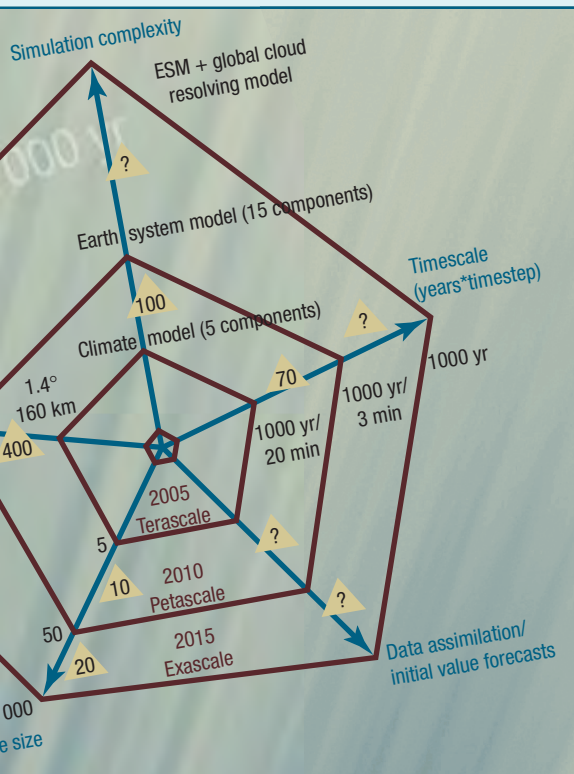 Simulation complexity
ESM + global cloud
resolving model
000 yr
?
Earth system model (15 components)
Timescale
(years*timestep)
100
?
Climate model (5 components)
1000 yr
70
1.4°
160 km
1000 yr/
3 min
400
1000 yr/
20 min
2005
Terascale
?
5
10
2010
Petascale
?
50
2015
Exascale
20
Data assimilation/
initial value forecasts
000
e size